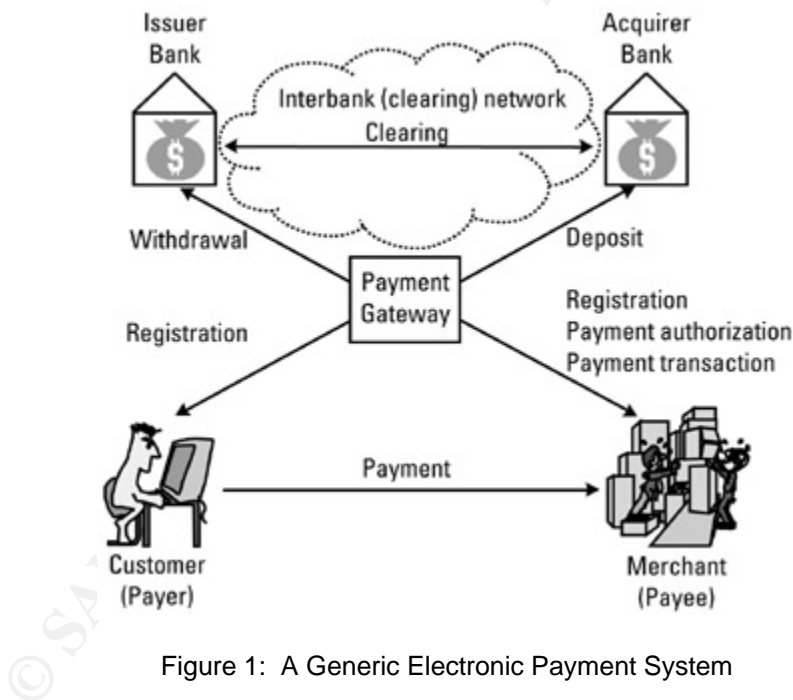 Issuer
Bank
Acquirer
Bank
Interbank (clearing) network
Clearing
$
$
Withdrawal
Deposit
Payment
Gateway
Registration
Registration
Payment authorization
Payment transaction
Payment
Customer
(Payer)
Merchant
(Payee)
© SA
Figure 1: A Generic Electronic Payment System